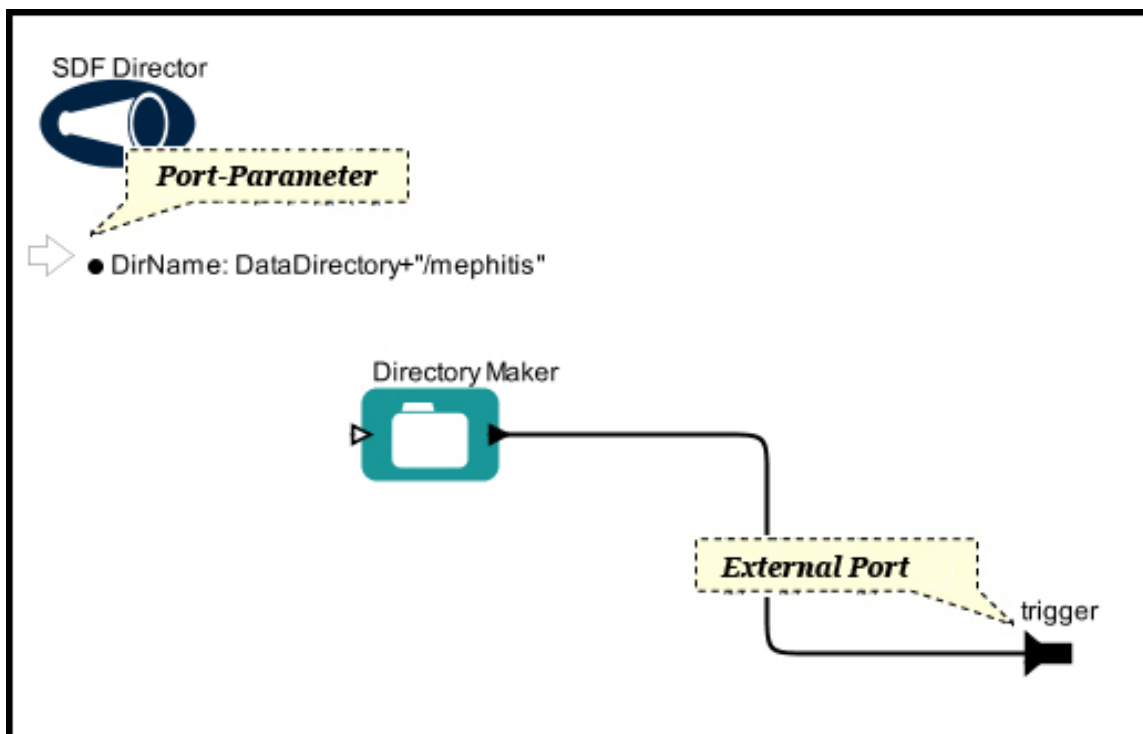 SDF Director
Port-Parameter
DirName: DataDirectory+"/mephitis"
Directory Maker
External Port
trigger